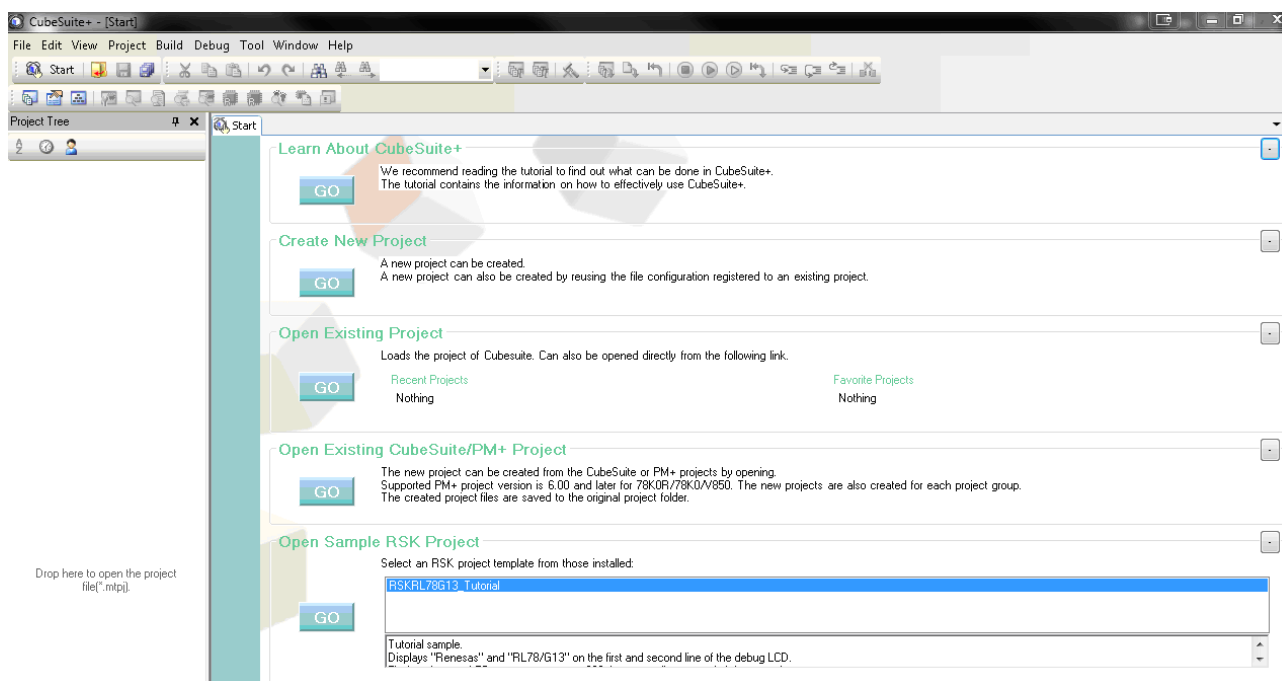 CubeSuite+ - [Start]
File Edit View Project Build Debug Tool Window Help
Start
Project Tree
Start
Learn About CubeSuite+
We recommend reading the tutorial to find out what can be done in CubeSuite+.
The tutorial contains the information on how to effectively use CubeSuite+.
GO
Create New Project
A new project can be created.
A new project can also be created by reusing the file configuration registered to an existing project.
GO
Open Existing Project
Loads the project of Cubesuite. Can also be opened directly from the following link.
GO
Recent Projects
Favorite Projects
Nothing
Nothing
Open Existing CubeSuite/PM+ Project
The new project can be created from the CubeSuite or PM+ projects by opening.
Supported PM+ project version is 6.00 and later for 78K0R/78K0/V850. The new projects are also created for each project group.
The created project files are saved to the original project folder.
GO
Open Sample RSK Project
Select an RSK project template from those installed:
RSKRL78G13_Tutorial
GO
Tutorial sample.
Displays "Renesas" and "RL78/G13" on the first and second line of the debug LCD.
Drop here to open the project
file(*.mtpj).